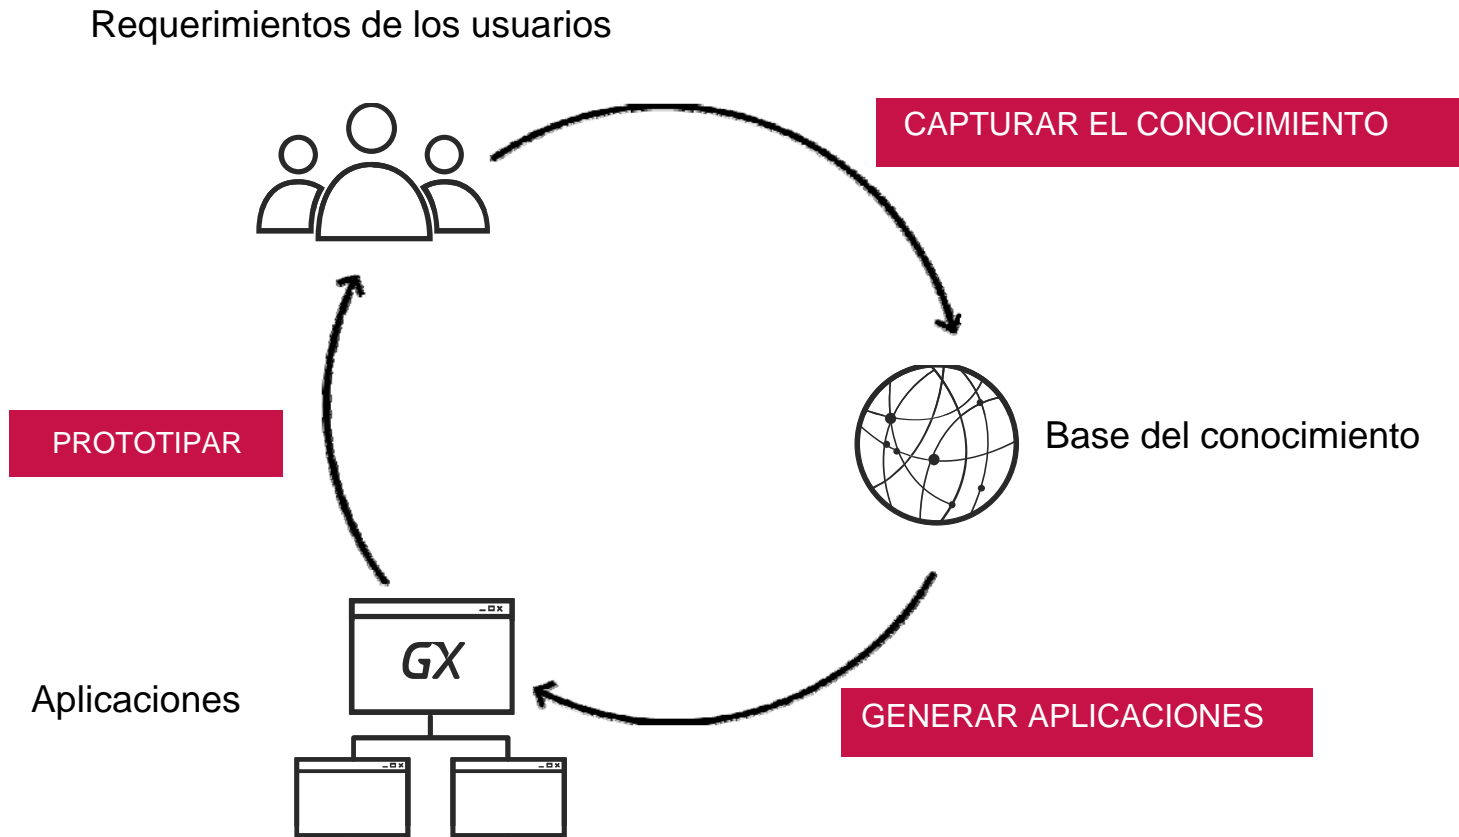 Requerimientos de los usuarios
CAPTURAR EL CONOCIMIENTO
Base del conocimiento
PROTOTIPAR
GX
Aplicaciones
GENERAR APLICACIONES